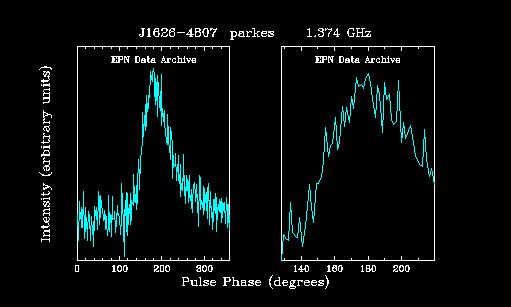 J1626-4807 parkes 1.374 GHz
EPN Data Archive
EPN Data Archive
Intensity (arbitrary units)
0 100 200 300
140 160 180 200
Pulse Phase (degrees)